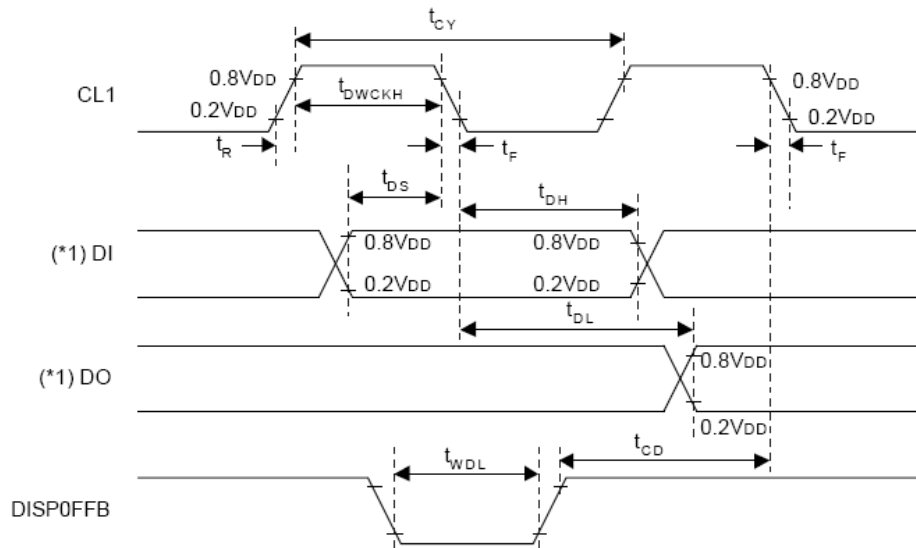 tCY
CL1
0.8VDD
0.8VDD
tDWCKH
0.2VDD
0.2VDD
tR
tF
tF
tDS
tDH
(*1) DI
0.8VDD
0.8VDD
0.2VDD
0.2VDD
tDL
(*1) DO
0.8VDD
0.2VDD
tWDL
tCD
DISP0FFB